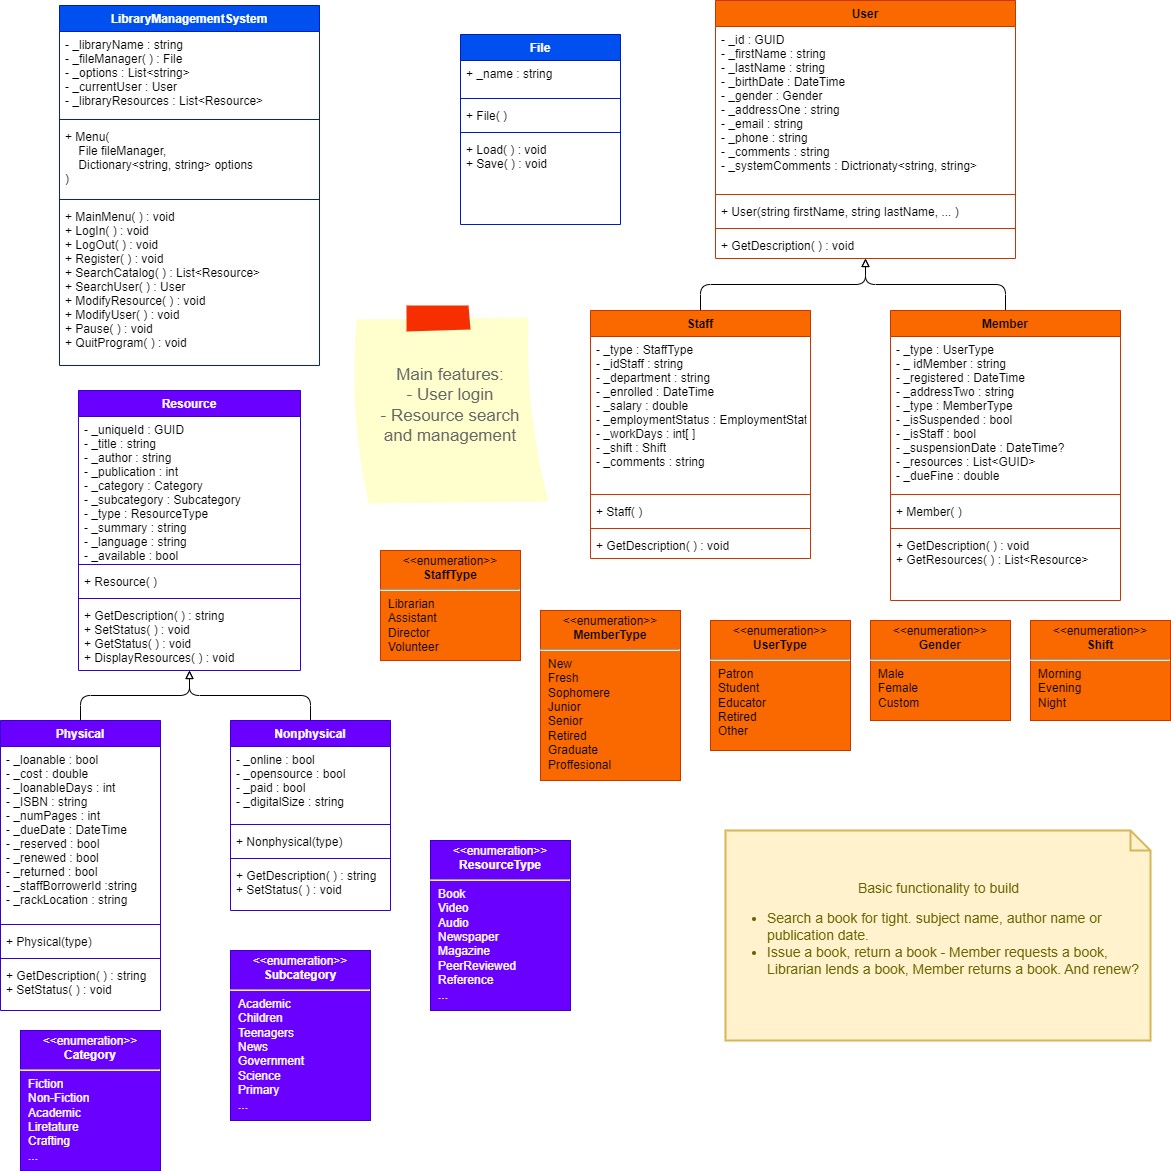 LibraryManagementSystem
- _libraryName : string
- _fileManager( ) : File
- _options : List<string>
- _currentUser : User
- _libraryResources : List<Resource>
+ Menu(
File fileManager,
Dictionary<string, string> options
)
+ MainMenu( ) : void
+ LogIn( ) : void
+ LogOut( ) : void
+ Register( ) : void
+ SearchCatalog( ) : List<Resource>
+ SearchUser( ) : User
+ ModifyResource( ) : void
+ ModifyUser( ) : void
+ Pause( ) : void
+ QuitProgram( ) : void
File
+ _name : string
+ File( )
+ Load( ) : void
+ Save( ) : void
User
- _id : GUID
- _firstName : string
- _lastName : string
- _birthDate : DateTime
- _gender : Gender
- _addressOne : string
- _email : string
- _phone : string
- _comments : string
- _systemComments : Dictrionaty<string, string>
+ User(string firstName, string lastName, ... )
+ GetDescription( ) : void
Main features:
- User login
- Resource search
and management
Staff
- _type : StaffType
- _idStaff : string
- _department : string
- _enrolled : DateTime
- _salary : double
- _employmentStatus : EmploymentStat
- _workDays : int[ ]
- _shift : Shift
- _comments : string
+ Staff( )
+ GetDescription( ) : void
Member
- _type : UserType
- _ idMember : string
- _registered : DateTime
- _addressTwo : string
- _type : MemberType
- _isSuspended : bool
- _isStaff : bool
- _suspensionDate : DateTime?
- _resources : List<GUID>
- _dueFine : double
+ Member( )
+ GetDescription( ) : void
+ GetResources( ) : List<Resource>
Resource
- _uniqueId : GUID
- _title : string
- _author : string
- _publication : int
- _category : Category
- _subcategory : Subcategory
- _type : ResourceType
- _summary : string
- _language : string
- _available : bool
+ Resource( )
+ GetDescription( ) : string
+ SetStatus( ) : void
+ GetStatus( ) : void
+ DisplayResources( ) : void
<<enumeration>>
StaffType
Librarian
Assistant
Director
Volunteer
<<enumeration>>
MemberType
New
Fresh
Sophomere
Junior
Senior
Retired
Graduate
Proffesional
<<enumeration>>
UserType
Patron
Student
Educator
Retired
Other
<<enumeration>>
Gender
Male
Female
Custom
<<enumeration>>
Shift
Morning
Evening
Night
Physical
- _loanable : bool
- _cost : double
- _loanableDays : int
- _ISBN : string
- _numPages : int
- _dueDate : DateTime
- _reserved : bool
- _renewed : bool
- _returned : bool
- _staffBorrowerId :string
- _rackLocation : string
+ Physical(type)
+ GetDescription( ) : string
+ SetStatus( ) : void
Nonphysical
- _online : bool
- _opensource : bool
- _paid : bool
- _digitalSize : string
+ Nonphysical(type)
+ GetDescription( ) : string
+ SetStatus( ) : void
<<enumeration>>
ResourceType
Book
Video
Audio
Newspaper
Magazine
PeerReviewed
Reference
...
Basic functionality to build
• Search a book for tight. subject name, author name or
publication date.
• Issue a book, return a book - Member requests a book,
Librarian lends a book, Member returns a book. And renew?
<<enumeration>>
Subcategory
Academic
Children
Teenagers
News
Government
Science
Primary
...
<<enumeration>>
Category
Fiction
Non-Fiction
Academic
Liretature
Crafting
...